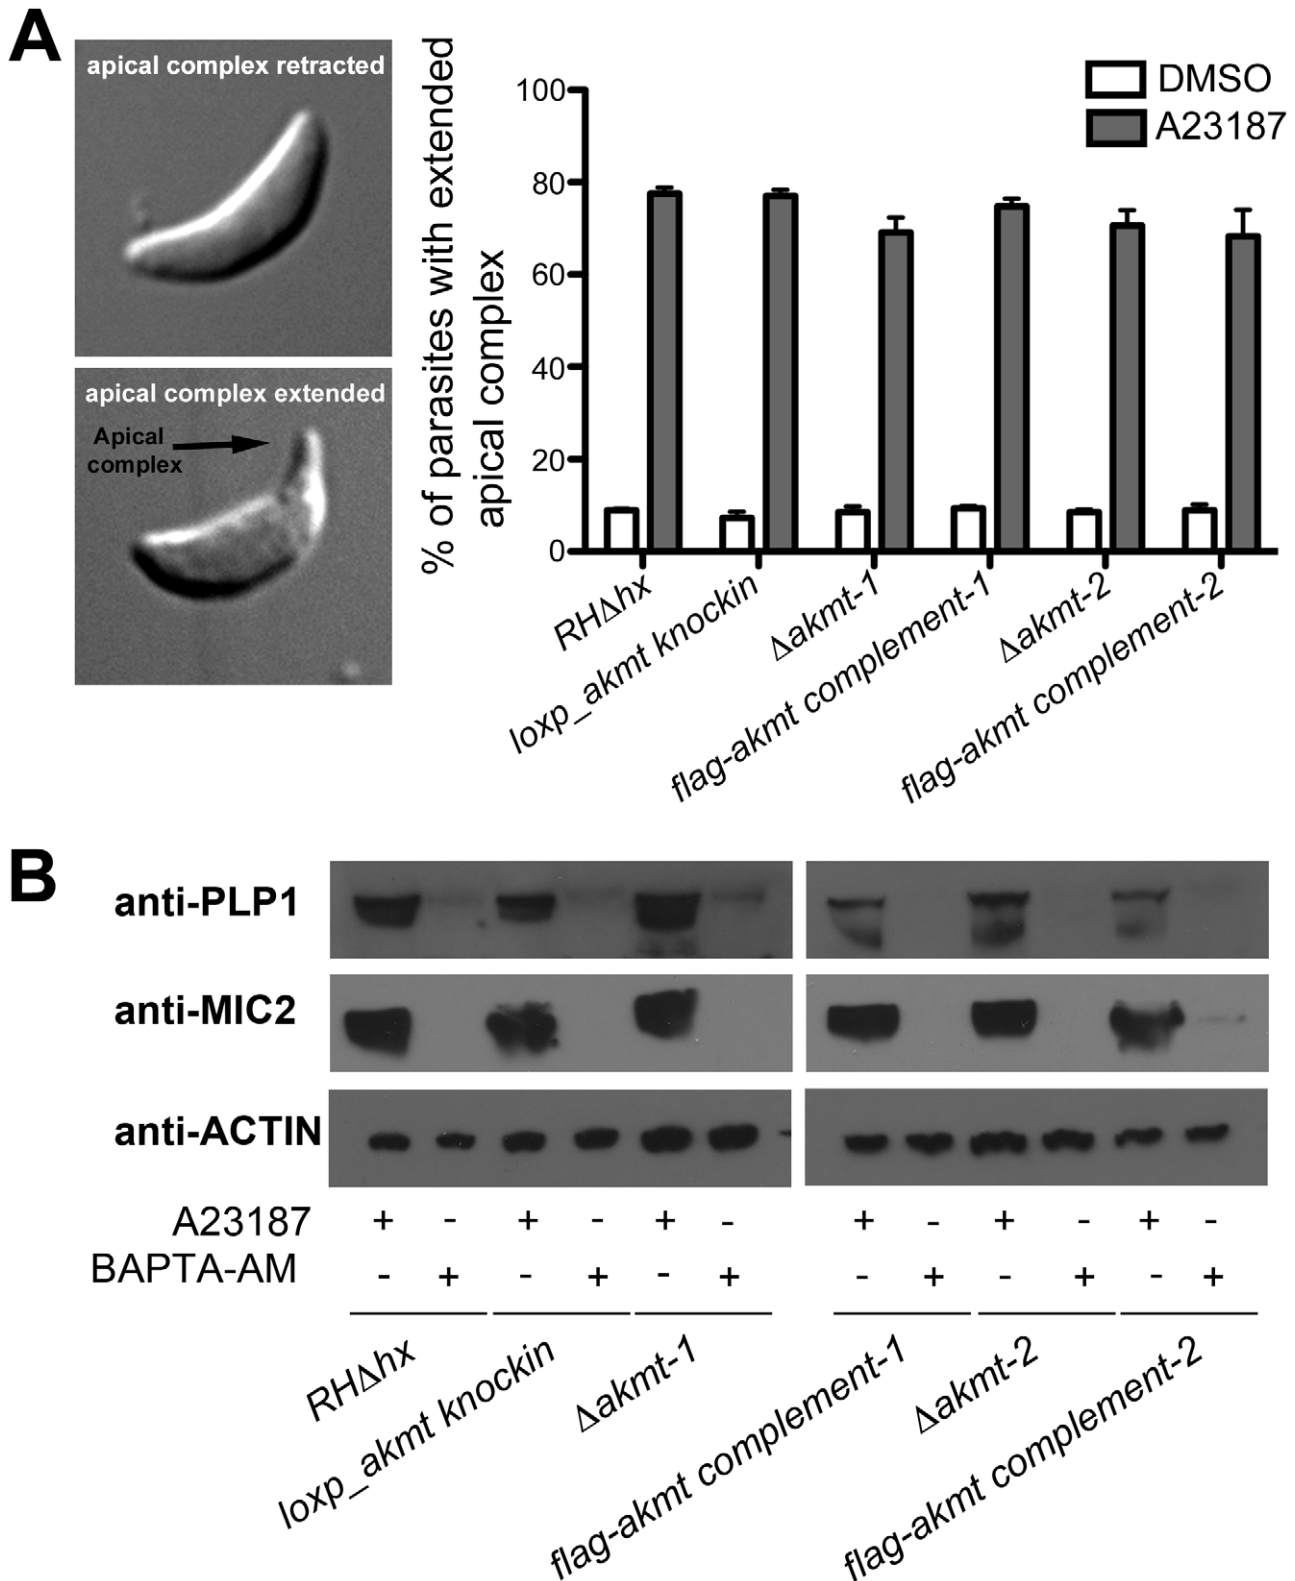 A
apical complex retracted
apical complex extended
Apical
complex
% of parasites with extended
apical complex
100
80
60
40
20
0
DMSO
A23187
RHΔhx
loxp_akmt knockin
Δakmt-1
flag-akmt complement-1
Δakmt-2
flag-akmt complement-2
B
anti-PLP1
anti-MIC2
anti-ACTIN
A23187 + - + - + - + - + - + -
BAPTA-AM - + - + - + - + - + - +
RHΔhx
loxp_akmt knockin
Δakmt-1
flag-akmt complement-1
Δakmt-2
flag-akmt complement-2